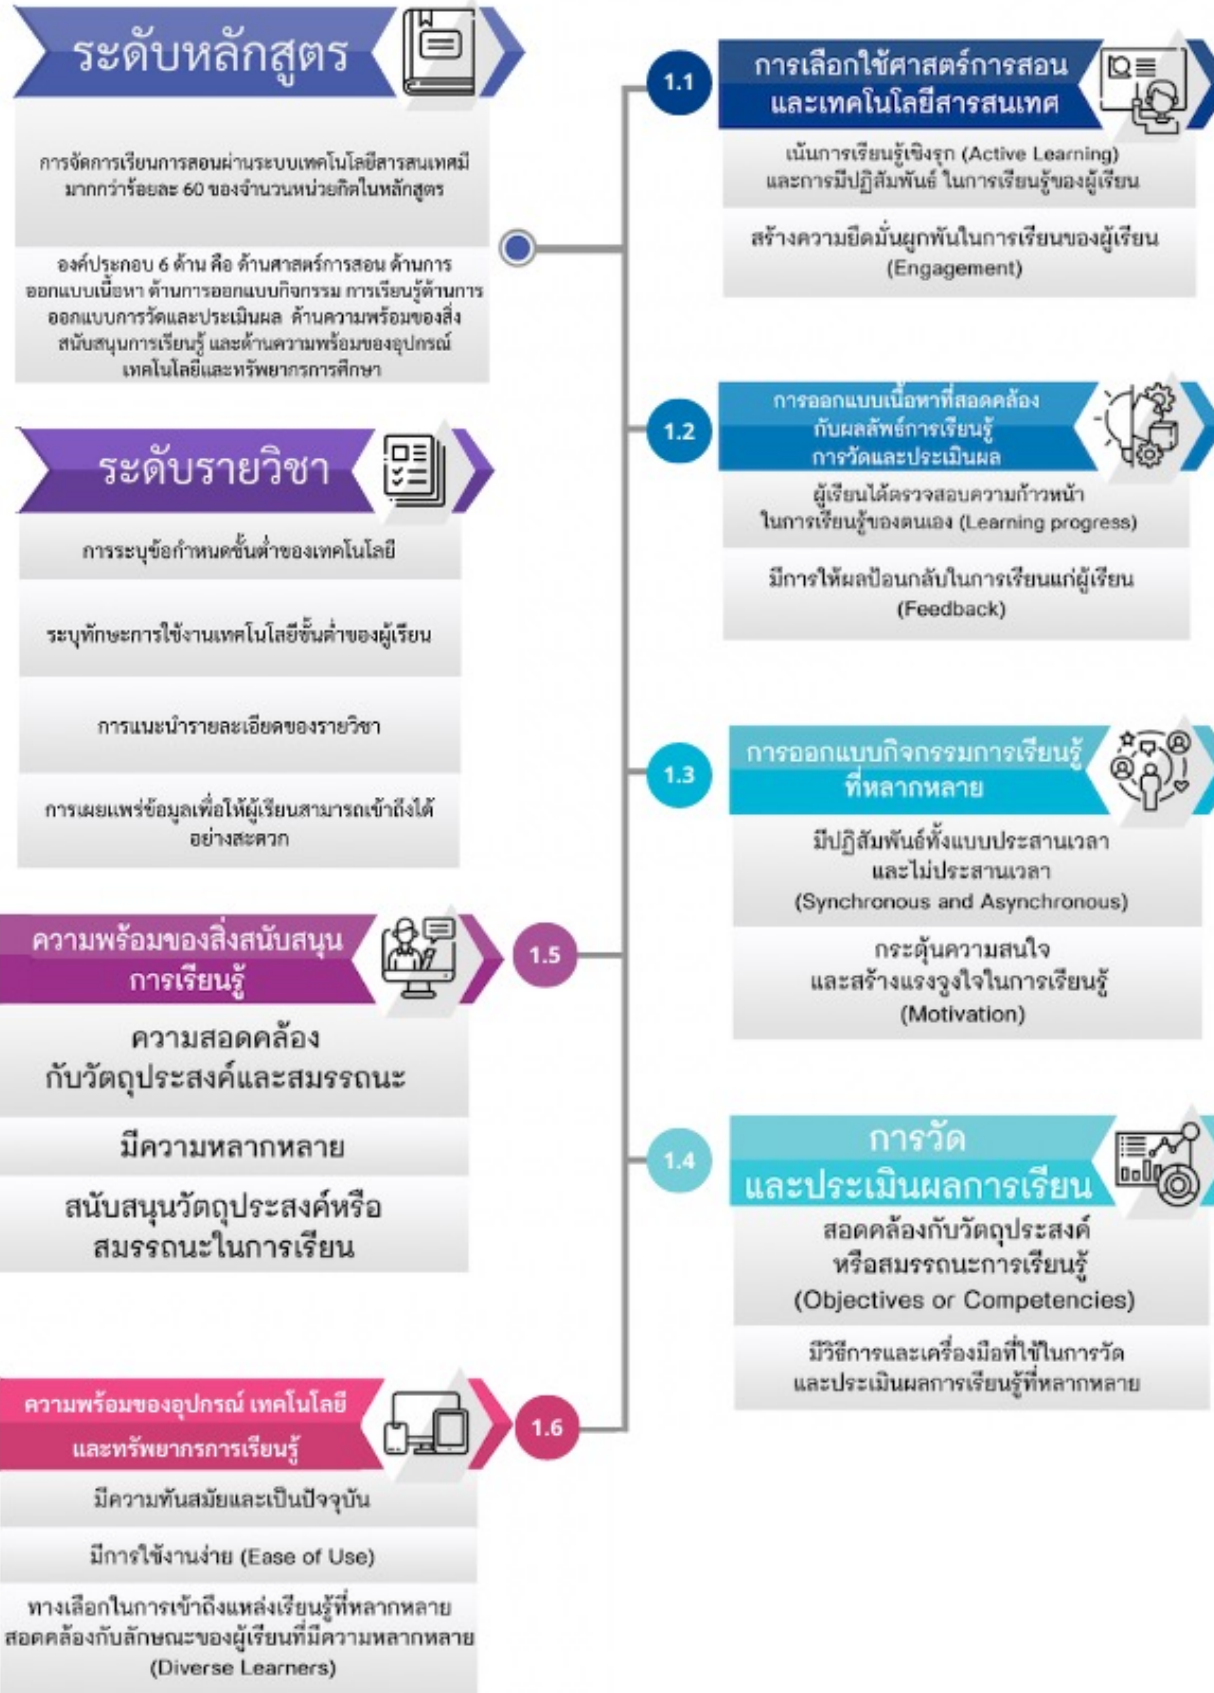 ระดับหลักสูตร
การจัดการเรียนการสอนผ่านระบบเทคโนโลยีสารสนเทศมี
มากกว่าร้อยละ 60 ของจำนวนหน่วยกิตในหลักสูตร
องค์ประกอบ 6 ด้าน คือ ด้านศาสตร์การสอน ด้านการ
ออกแบบเนื้อหา ด้านการออกแบบกิจกรรม การเรียนรู้ด้านการ
ออกแบบการวัดและประเมินผล ด้านความพร้อมของสิ่ง
สนับสนุนการเรียนรู้ และด้านความพร้อมของอุปกรณ์
เทคโนโลยีและทรัพยากรการศึกษา
ระดับรายวิชา
การระบุข้อกำหนดขั้นต่ำของเทคโนโลยี
ระบุทักษะการใช้งานเทคโนโลยีขั้นต่ำของผู้เรียน
การแนะนำรายละเอียดของรายวิชา
การเผยแพร่ข้อมูลเพื่อให้ผู้เรียนสามารถเข้าถึงได้
อย่างสะดวก
1.1
การเลือกใช้ศาสตร์การสอน
และเทคโนโลยีสารสนเทศ
เน้นการเรียนรู้เชิงรุก (Active Learning)
และการมีปฏิสัมพันธ์ ในการเรียนรู้ของผู้เรียน
สร้างความยึดมั่นผูกพันในการเรียนของผู้เรียน
(Engagement)
1.2
การออกแบบเนื้อหาที่สอดคล้อง
กับผลลัพธ์การเรียนรู้
การวัดและประเมินผล
ผู้เรียนได้ตรวจสอบความก้าวหน้า
ในการเรียนรู้ของตนเอง (Learning progress)
มีการให้ผลป้อนกลับในการเรียนแก่ผู้เรียน
(Feedback)
1.3
การออกแบบกิจกรรมการเรียนรู้
ที่หลากหลาย
มีปฏิสัมพันธ์ทั้งแบบประสานเวลา
และไม่ประสานเวลา
(Synchronous and Asynchronous)
กระตุ้นความสนใจ
และสร้างแรงจูงใจในการเรียนรู้
(Motivation)
1.4
การวัด
และประเมินผลการเรียน
สอดคล้องกับวัตถุประสงค์
หรือสมรรถนะการเรียนรู้
(Objectives or Competencies)
มีวิธีการและเครื่องมือที่ใช้ในการวัด
และประเมินผลการเรียนรู้ที่หลากหลาย
ความพร้อมของสิ่งสนับสนุน
การเรียนรู้
1.5
ความสอดคล้อง
กับวัตถุประสงค์และสมรรถนะ
มีความหลากหลาย
สนับสนุนวัตถุประสงค์หรือ
สมรรถนะในการเรียน
ความพร้อมของอุปกรณ์ เทคโนโลยี
และทรัพยากรการเรียนรู้
1.6
มีความทันสมัยและเป็นปัจจุบัน
มีการใช้งานง่าย (Ease of Use)
ทางเลือกในการเข้าถึงแหล่งเรียนรู้ที่หลากหลาย
สอดคล้องกับลักษณะของผู้เรียนที่มีความหลากหลาย
(Diverse Learners)